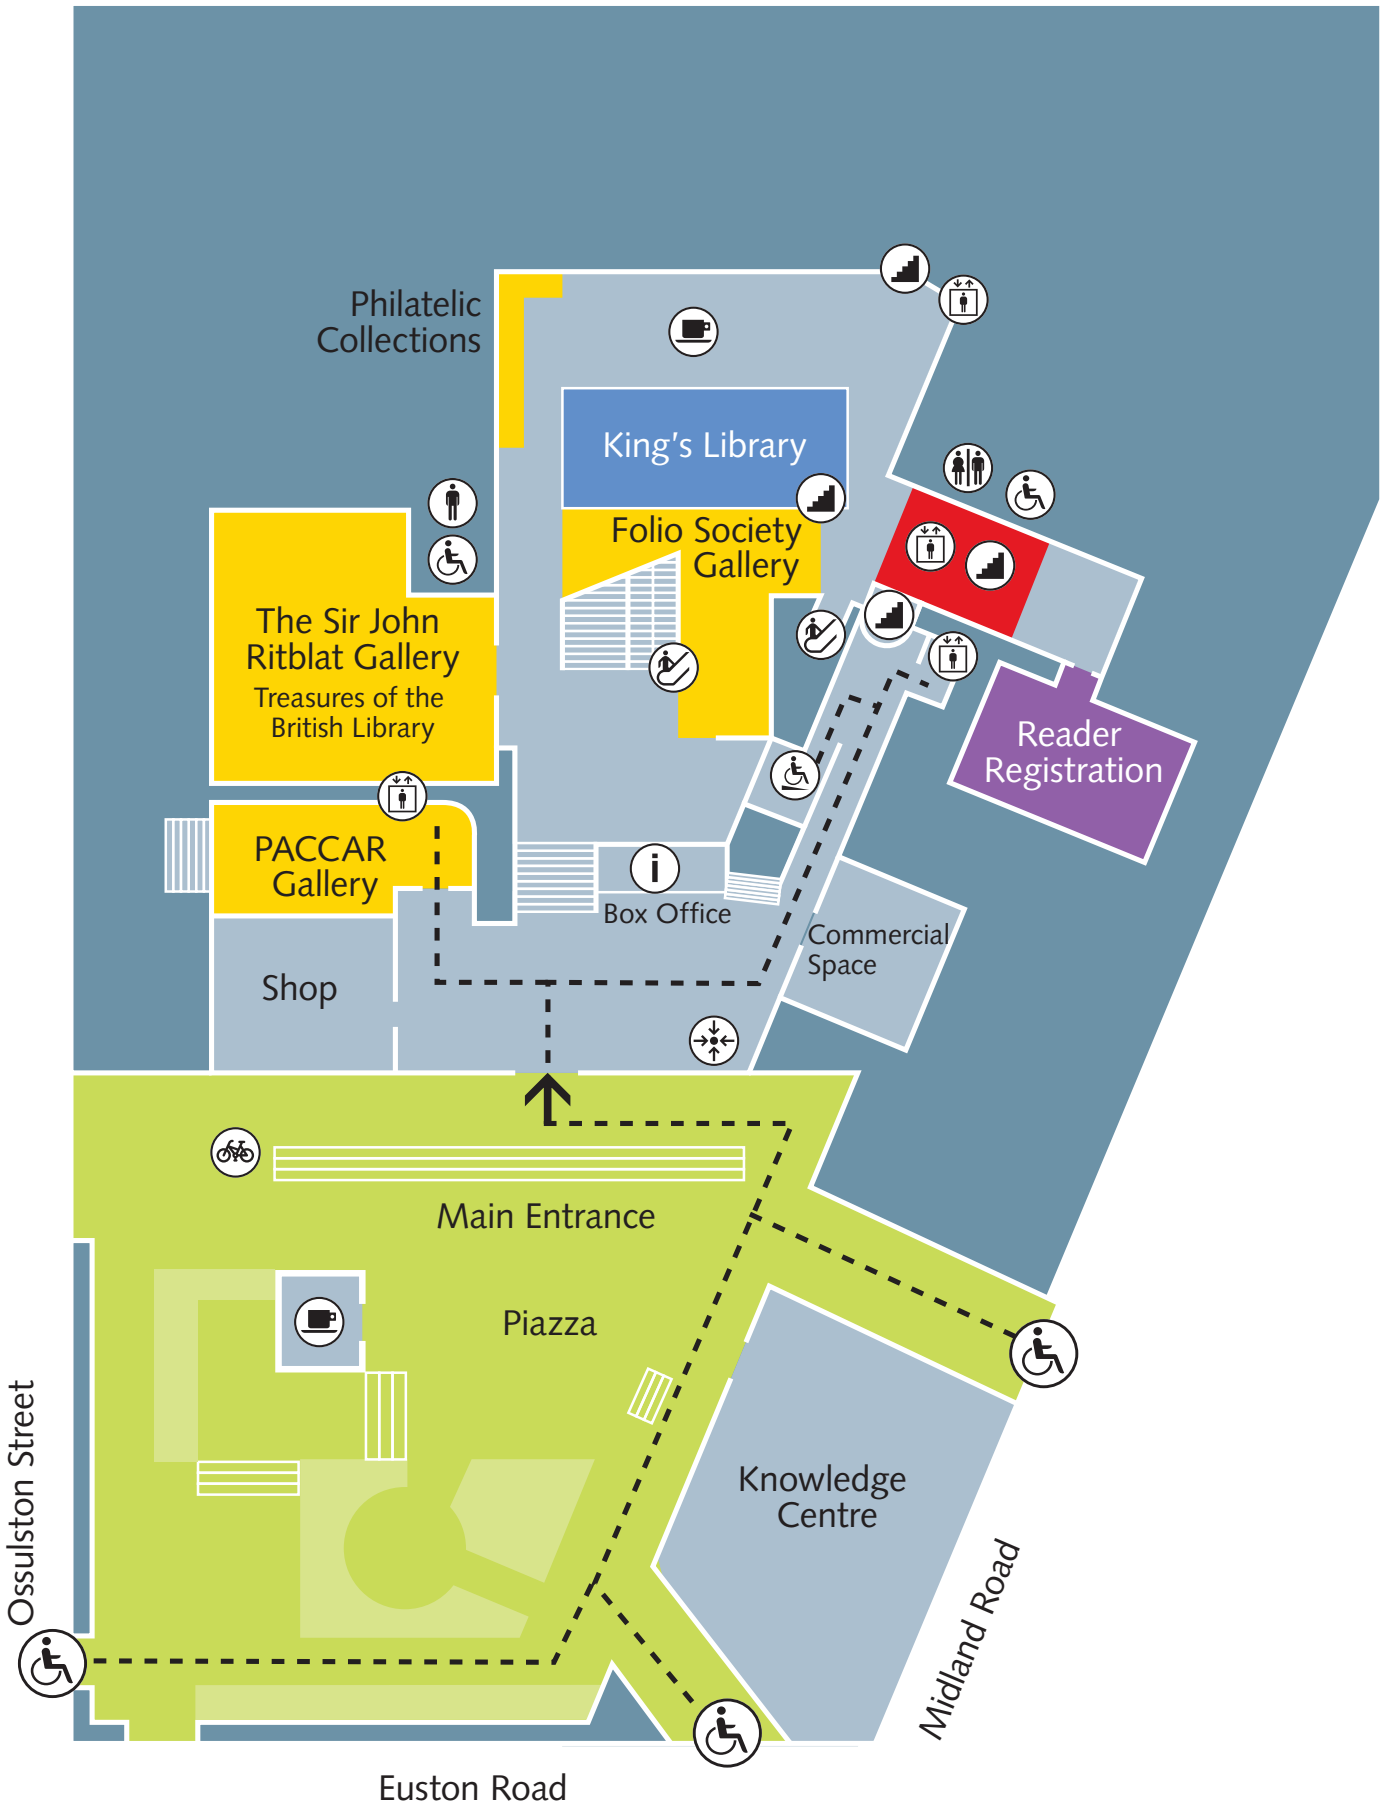 Philatelic
Collections
King's Library
Folio Society
Gallery
The Sir John
Ritblat Gallery
Treasures of the
British Library
Reader
Registration
PACCAR
Gallery
i
Box Office
Commercial
Space
Shop
Main Entrance
Piazza
Knowledge
Centre
Ossulston Street
Midland Road
Euston Road